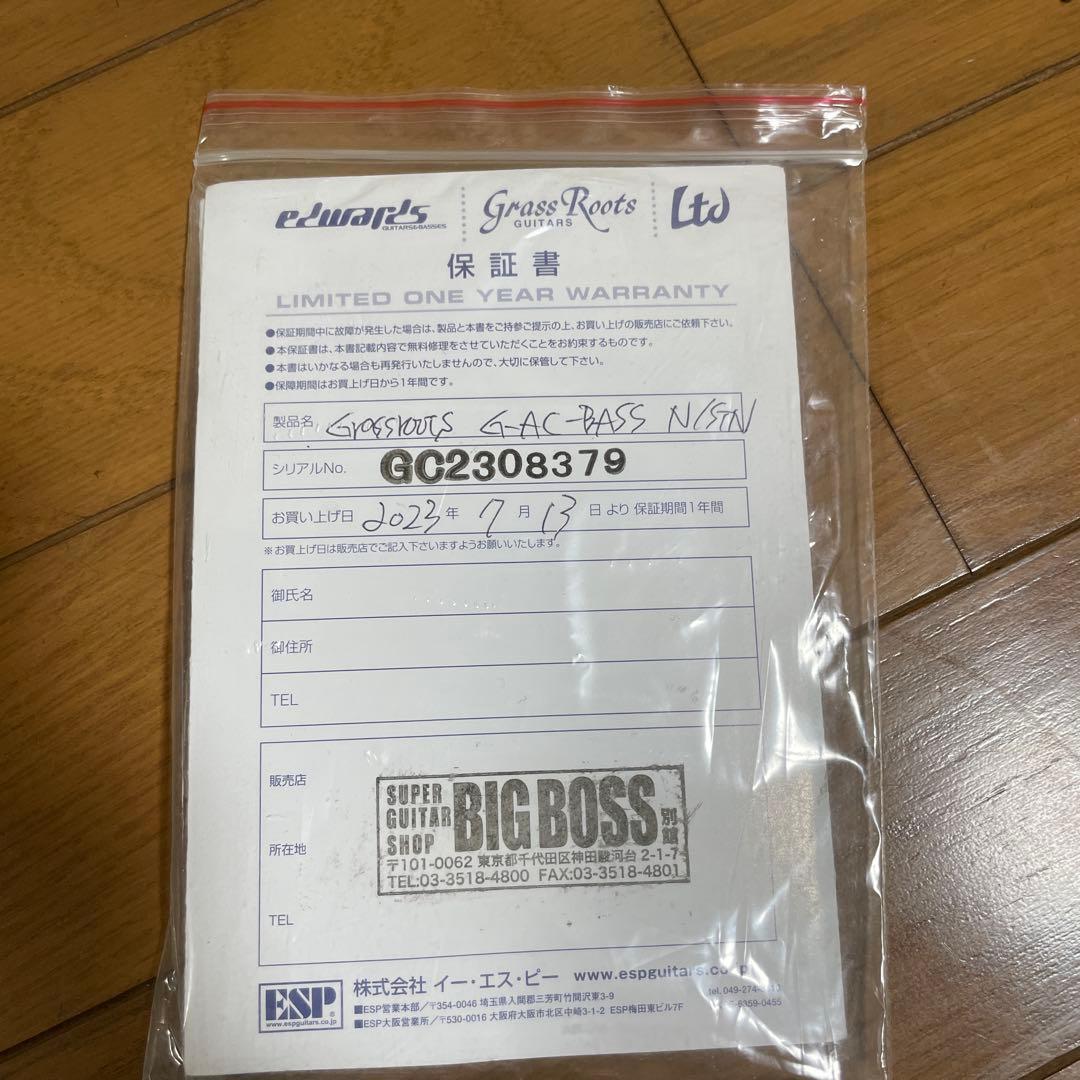 edwards GUITARS&BASSES Grass Roots GUITARS Ltd
保証書
LIMITED ONE YEAR WARRANTY
●保証期間中に故障が発生した場合は、製品と本書をご持参ご提示の上、お買い上げの販売店にご依頼下さい。
●本保証書は、本書記載内容で無料修理をさせていただくことをお約束するものです。
●本書はいかなる場合も再発行いたしませんので、大切に保管して下さい。
●保障期間はお買上げ日から1年間です。
製品名 Grassroots G-AC-BASS N/STN
シリアルNo. GC2308379
お買い上げ日 2023年 7月 13日 より 保証期間1年間
※お買上げ日は販売店でご記入下さいますようお願いいたします。
御氏名
御住所
TEL
販売店
SUPER GUITAR SHOP BIG BOSS 別館
所在地
〒101-0062 東京都千代田区神田駿河台 2-1-7
TEL:03-3518-4800 FAX:03-3518-4801
TEL
ESP® www.espguitars.co.jp
株式会社 イー・エス・ピー www.espguitars.co.jp
■ESP営業本部/〒354-0046 埼玉県入間郡三芳町竹間沢東3-9
■ESP大阪営業所/〒530-0016 大阪府大阪市北区中崎3-1-2 ESP梅田東ビル7F